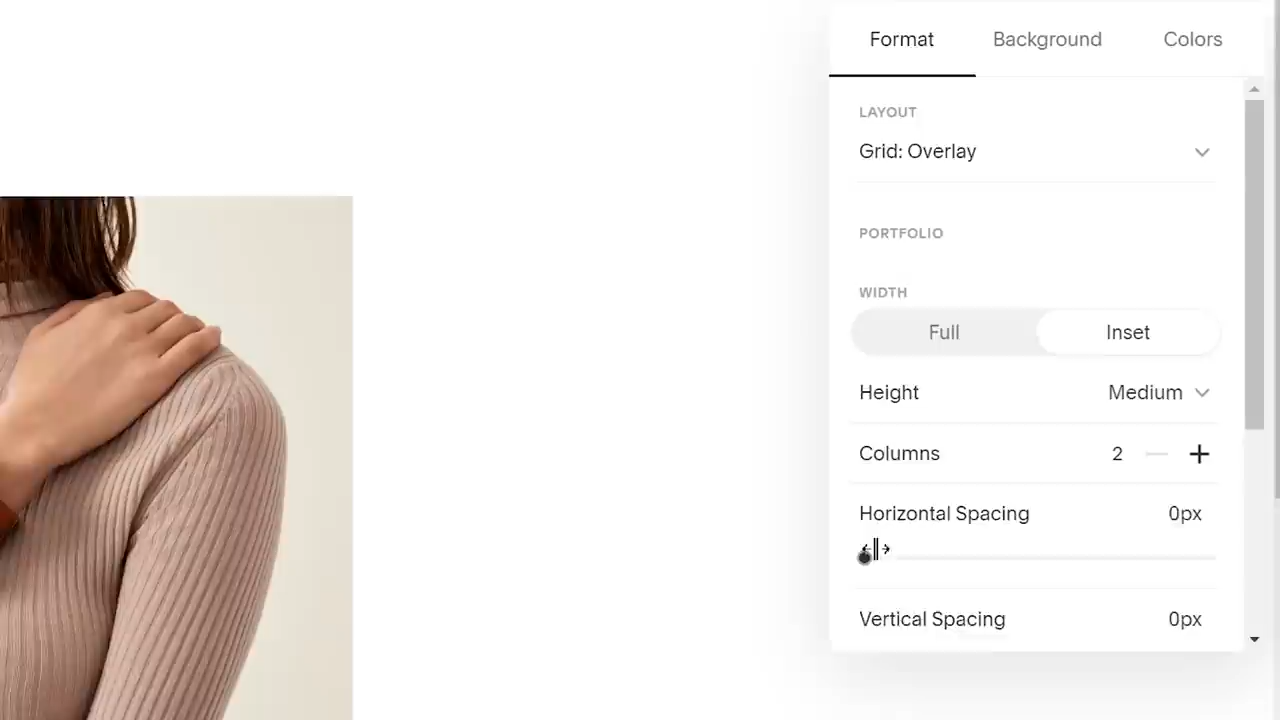 Format Background Colors
LAYOUT
Grid: Overlay
PORTFOLIO
WIDTH
Full Inset
Height Medium
Columns 2
Horizontal Spacing 0px
Vertical Spacing 0px